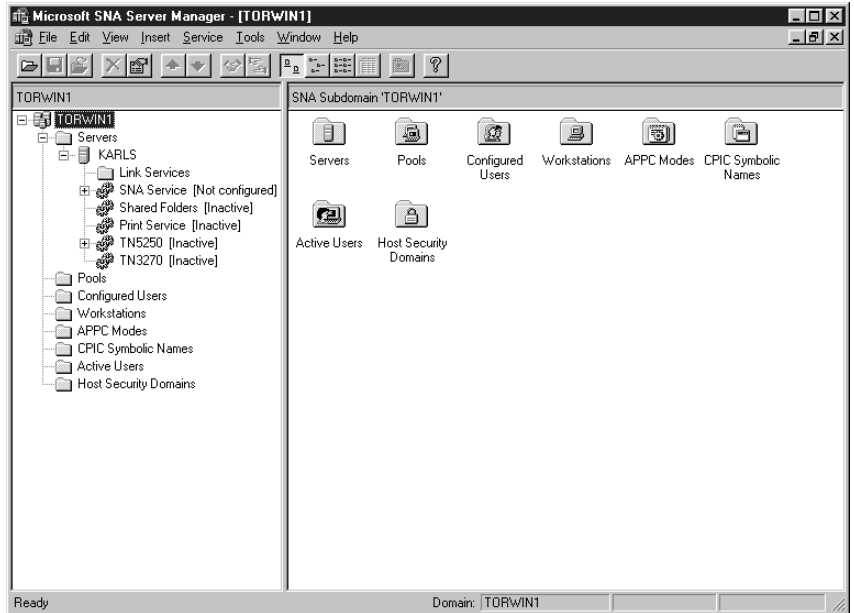 Microsoft SNA Server Manager - [TORWIN1]
File Edit View Insert Service Tools Window Help
TORWIN1
SNA Subdomain 'TORWIN1'
TORWIN1
Servers
KARLS
Link Services
SNA Service [Not configured]
Shared Folders [Inactive]
Print Service [Inactive]
TN5250 [Inactive]
TN3270 [Inactive]
Pools
Configured Users
Workstations
APPC Modes
CPIC Symbolic Names
Active Users
Host Security Domains
Servers
Pools
Configured
Users
Workstations
APPC Modes
CPIC Symbolic
Names
Active Users
Host Security
Domains
Ready
Domain: TORWIN1